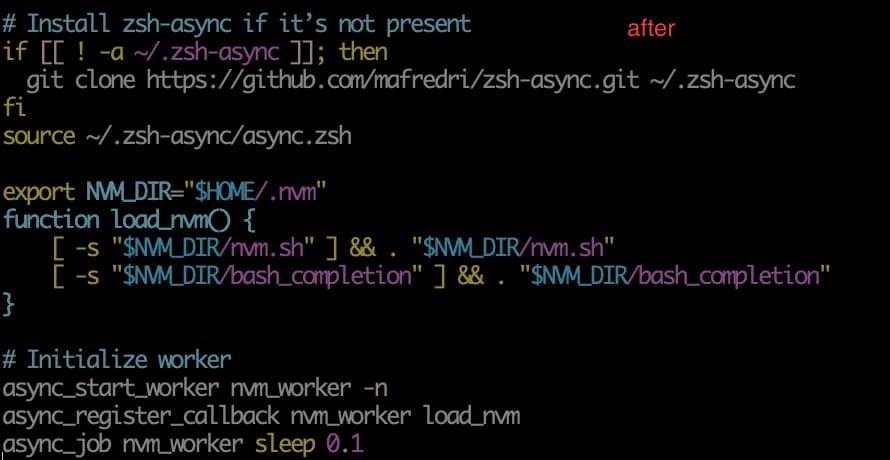 # Install zsh-async if it’s not present
after
if [[ ! -a ~/.zsh-async ]]; then
  git clone https://github.com/mafredri/zsh-async.git ~/.zsh-async
fi
source ~/.zsh-async/async.zsh

export NVM_DIR="$HOME/.nvm"
function load_nvm() {
    [ -s "$NVM_DIR/nvm.sh" ] && . "$NVM_DIR/nvm.sh"
    [ -s "$NVM_DIR/bash_completion" ] && . "$NVM_DIR/bash_completion"
}

# Initialize worker
async_start_worker nvm_worker -n
async_register_callback nvm_worker load_nvm
async_job nvm_worker sleep 0.1